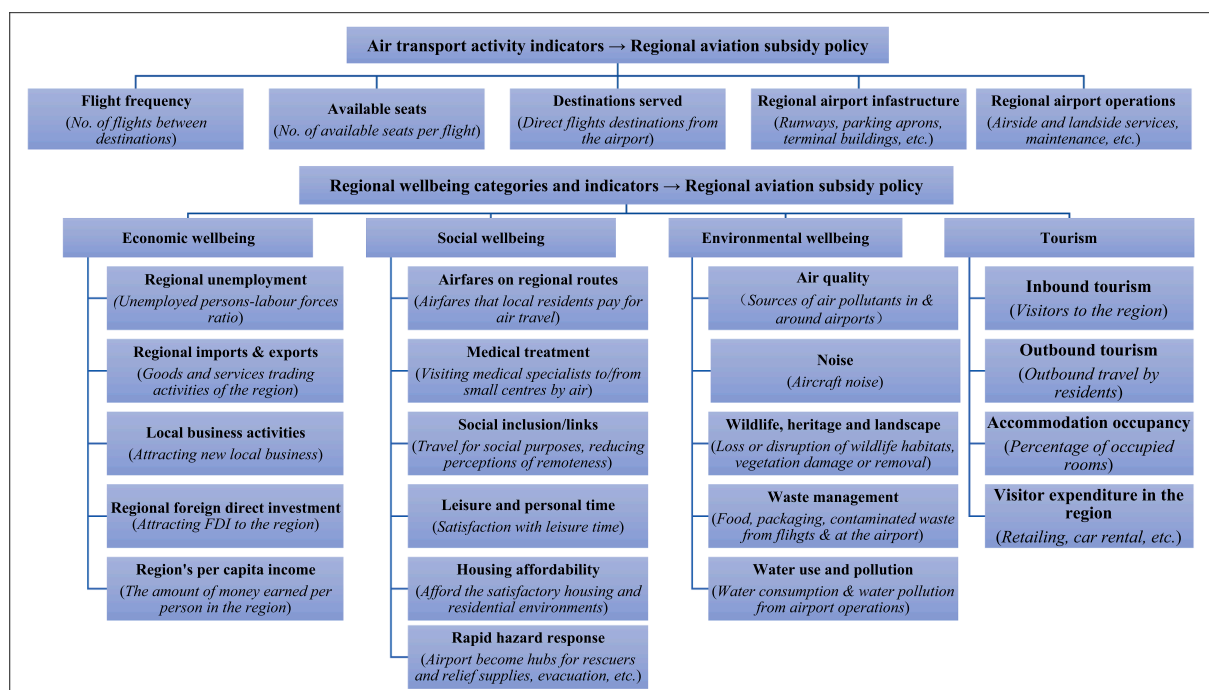 Air transport activity indicators → Regional aviation subsidy policy
Flight frequency
(No. of flights between
destinations)
Available seats
(No. of available seats per flight)
Destinations served
(Direct flights destinations from
the airport)
Regional airport infastructure
(Runways, parking aprons,
terminal buildings, etc.)
Regional airport operations
(Airside and landside services,
maintenance, etc.)
Regional wellbeing categories and indicators → Regional aviation subsidy policy
Economic wellbeing
Regional unemployment
(Unemployed persons-labour forces
ratio)
Regional imports & exports
(Goods and services trading
activities of the region)
Local business activities
(Attracting new local business)
Regional foreign direct investment
(Attracting FDI to the region)
Region's per capita income
(The amount of money earned per
person in the region)
Social wellbeing
Airfares on regional routes
(Airfares that local residents pay for
air travel)
Medical treatment
(Visiting medical specialists to/from
small centres by air)
Social inclusion/links
(Travel for social purposes, reducing
perceptions of remoteness)
Leisure and personal time
(Satisfaction with leisure time)
Housing affordability
(Afford the satisfactory housing and
residential environments)
Rapid hazard response
(Airport become hubs for rescuers
and relief supplies, evacuation, etc.)
Environmental wellbeing
Air quality
（Sources of air pollutants in &
around airports）
Noise
(Aircraft noise)
Wildlife, heritage and landscape
(Loss or disruption of wildlife habitats,
vegetation damage or removal)
Waste management
(Food, packaging, contaminated waste
from flihgts & at the airport)
Water use and pollution
(Water consumption & water pollution
from airport operations)
Tourism
Inbound tourism
(Visitors to the region)
Outbound tourism
(Outbound travel by
residents)
Accommodation occupancy
(Percentage of occupied
rooms)
Visitor expenditure in the
region
(Retailing, car rental, etc.)